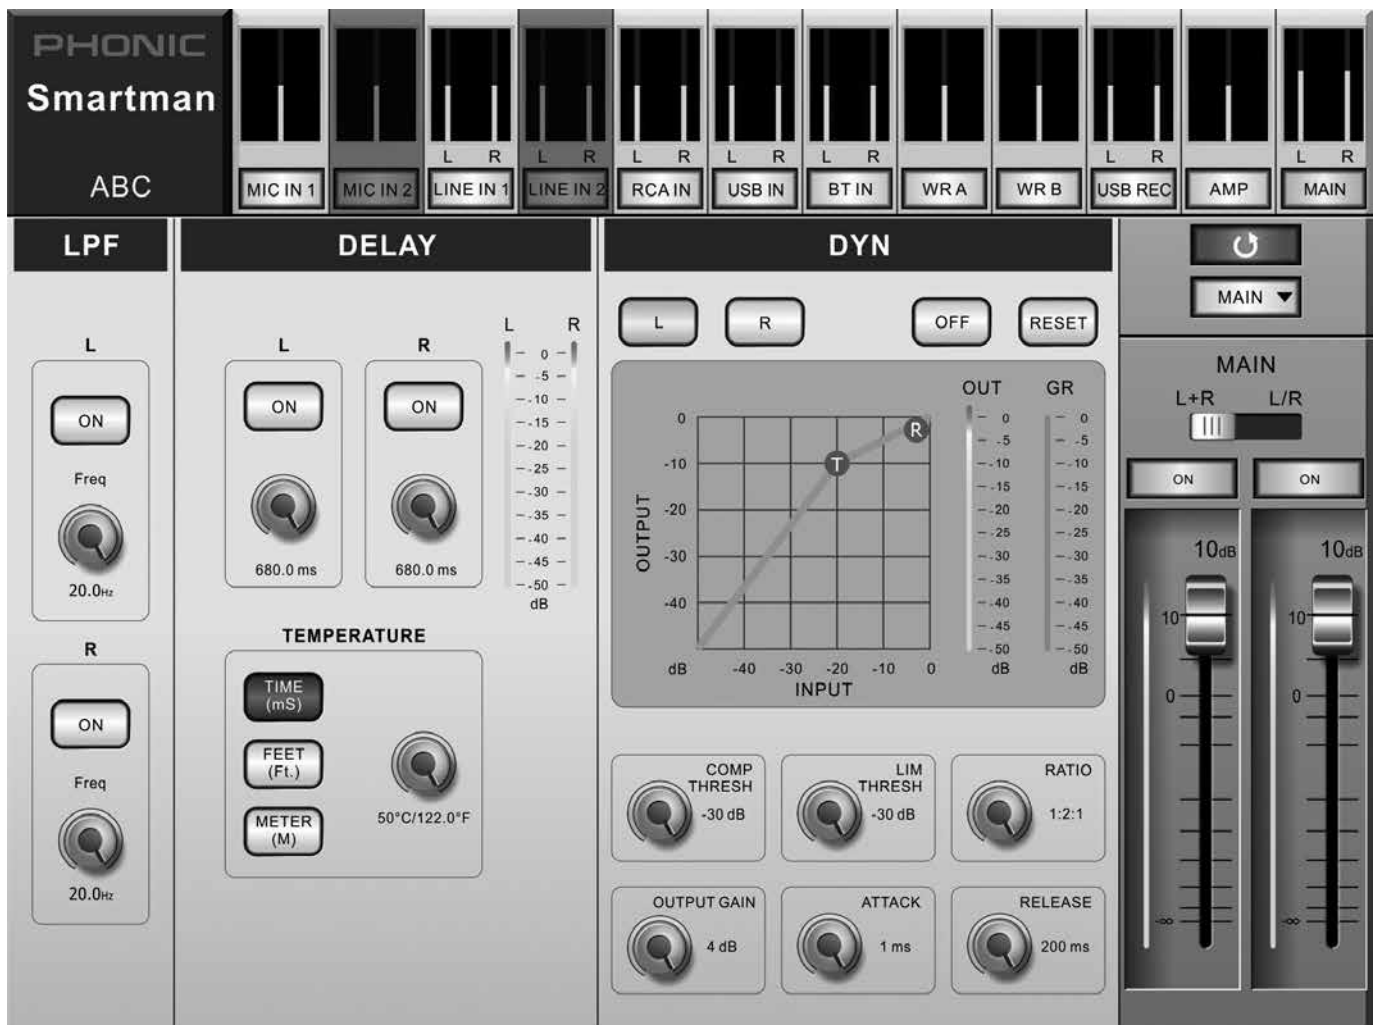 PHONIC
Smartman
ABC
L R L R L R L R L R L R L R
MIC IN 1 MIC IN 2 LINE IN 1 LINE IN 2 RCA IN USB IN BT IN WR A WR B USB REC AMP MAIN
LPF
L
ON
Freq
20.0Hz
R
ON
Freq
20.0Hz
DELAY
L R
ON ON
680.0 ms 680.0 ms
L R
0
-5
-10
-15
-20
-25
-30
-35
-40
-45
-50
dB
TEMPERATURE
TIME
(mS)
FEET
(Ft.)
METER
(M)
50°C/122.0°F
DYN
L R OFF RESET
OUTPUT
0
-10
-20
-30
-40
dB -40 -30 -20 -10 0
INPUT
T R
OUT
0
-5
-10
-15
-20
-25
-30
-35
-40
-45
-50
dB
GR
0
-5
-10
-15
-20
-25
-30
-35
-40
-45
-50
dB
COMP
THRESH
-30 dB
LIM
THRESH
-30 dB
RATIO
1:2:1
OUTPUT GAIN
4 dB
ATTACK
1 ms
RELEASE
200 ms
MAIN
MAIN
L+R L/R
ON ON
10dB 10dB
10 10
0 0
-∞ -∞